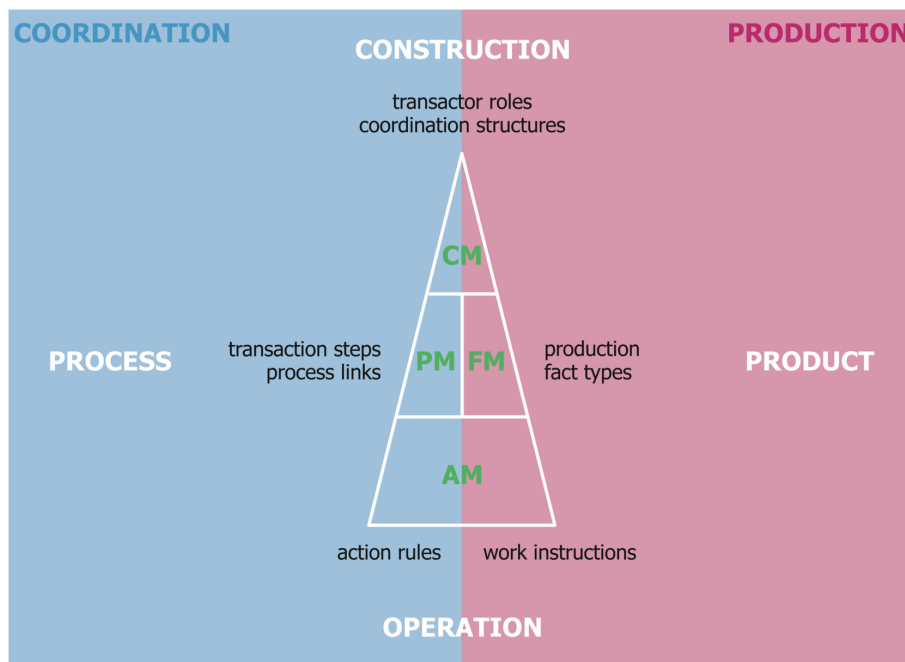 COORDINATION
PRODUCTION
CONSTRUCTION
transactor roles
coordination structures
CM
PROCESS
transaction steps
process links
PM
FM
production
fact types
PRODUCT
AM
action rules
work instructions
OPERATION